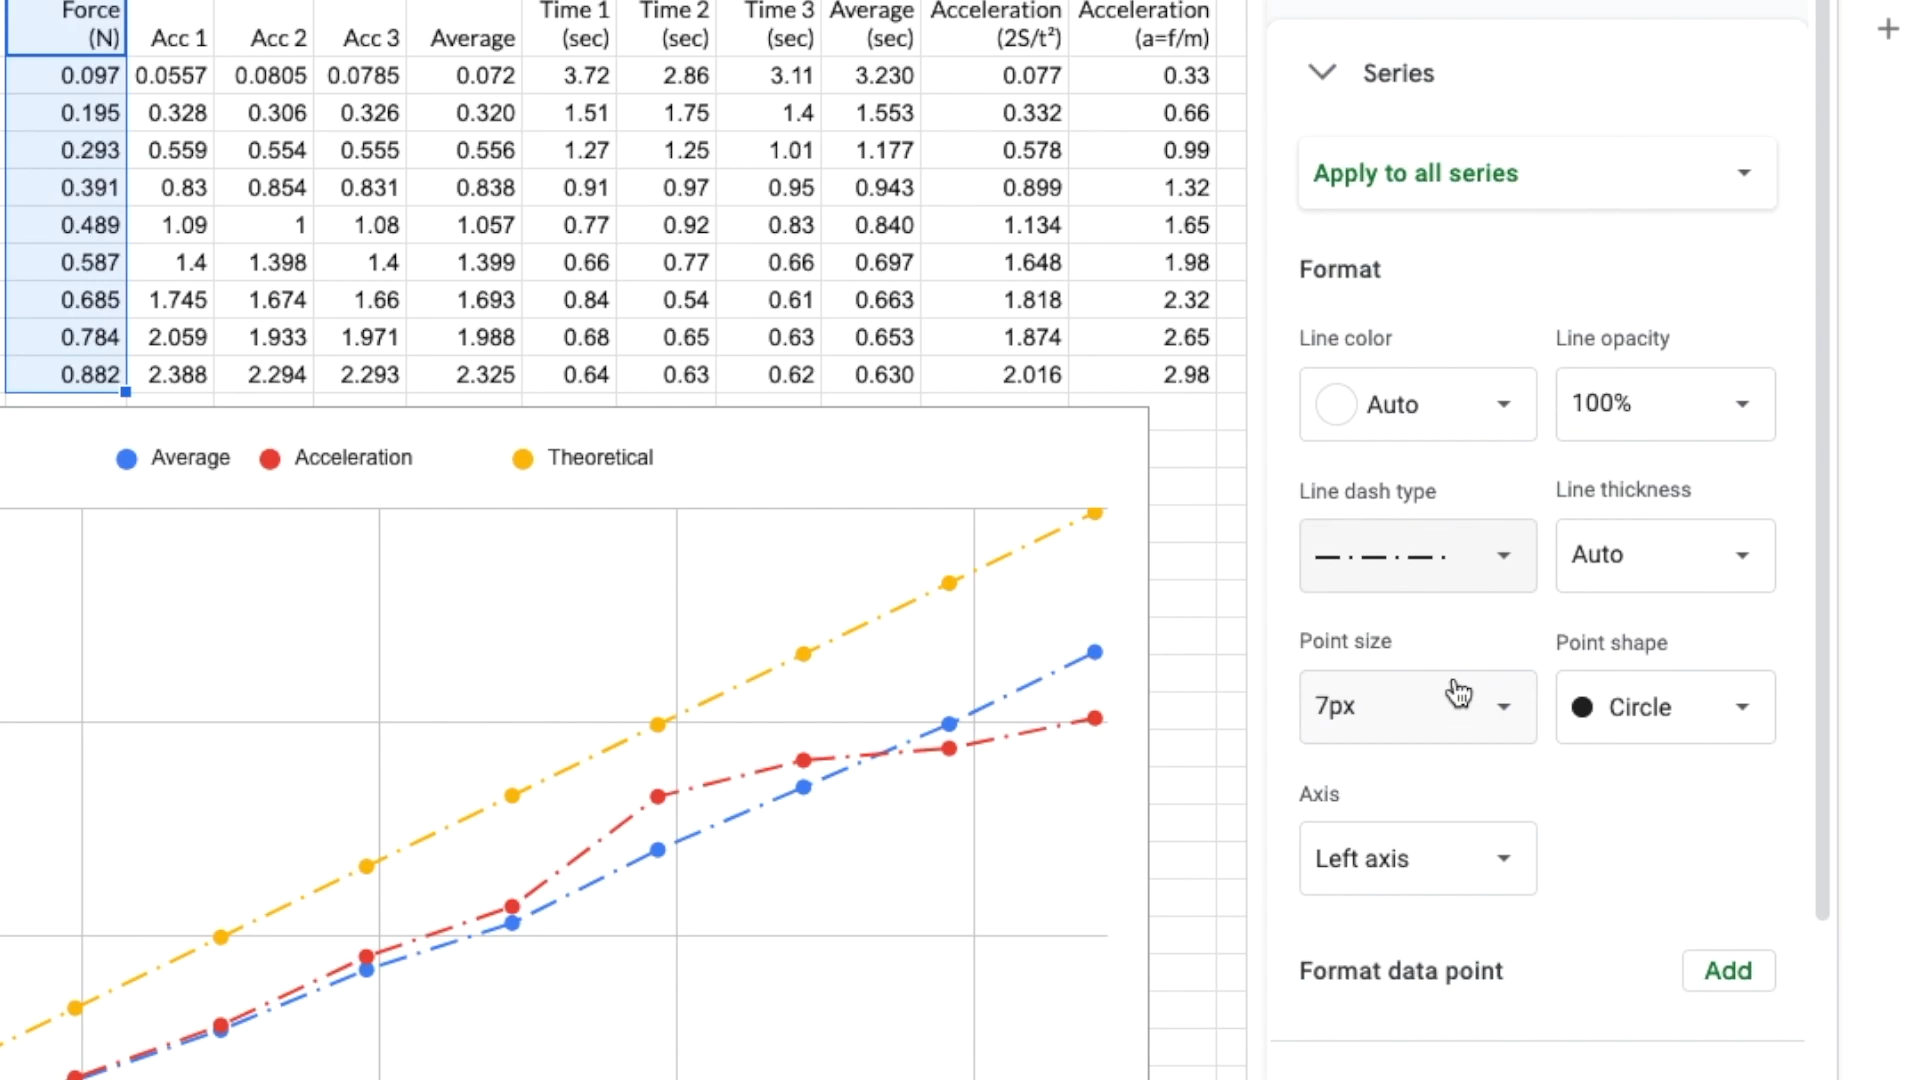 Force Time 1 Time 2 Time 3 Average Acceleration Acceleration
(N) Acc 1 Acc 2 Acc 3 Average (sec) (sec) (sec) (sec) (2S/t²) (a=f/m)
0.097 0.0557 0.0805 0.0785 0.072 3.72 2.86 3.11 3.230 0.077 0.33
0.195 0.328 0.306 0.326 0.320 1.51 1.75 1.4 1.553 0.332 0.66
0.293 0.559 0.554 0.555 0.556 1.27 1.25 1.01 1.177 0.578 0.99
0.391 0.83 0.854 0.831 0.838 0.91 0.97 0.95 0.943 0.899 1.32
0.489 1.09 1 1.08 1.057 0.77 0.92 0.83 0.840 1.134 1.65
0.587 1.4 1.398 1.4 1.399 0.66 0.77 0.66 0.697 1.648 1.98
0.685 1.745 1.674 1.66 1.693 0.84 0.54 0.61 0.663 1.818 2.32
0.784 2.059 1.933 1.971 1.988 0.68 0.65 0.63 0.653 1.874 2.65
0.882 2.388 2.294 2.293 2.325 0.64 0.63 0.62 0.630 2.016 2.98
Average Acceleration Theoretical
Series
Apply to all series
Format
Line color Line opacity
Auto 100%
Line dash type Line thickness
Auto
Point size Point shape
7px Circle
Axis
Left axis
Format data point Add